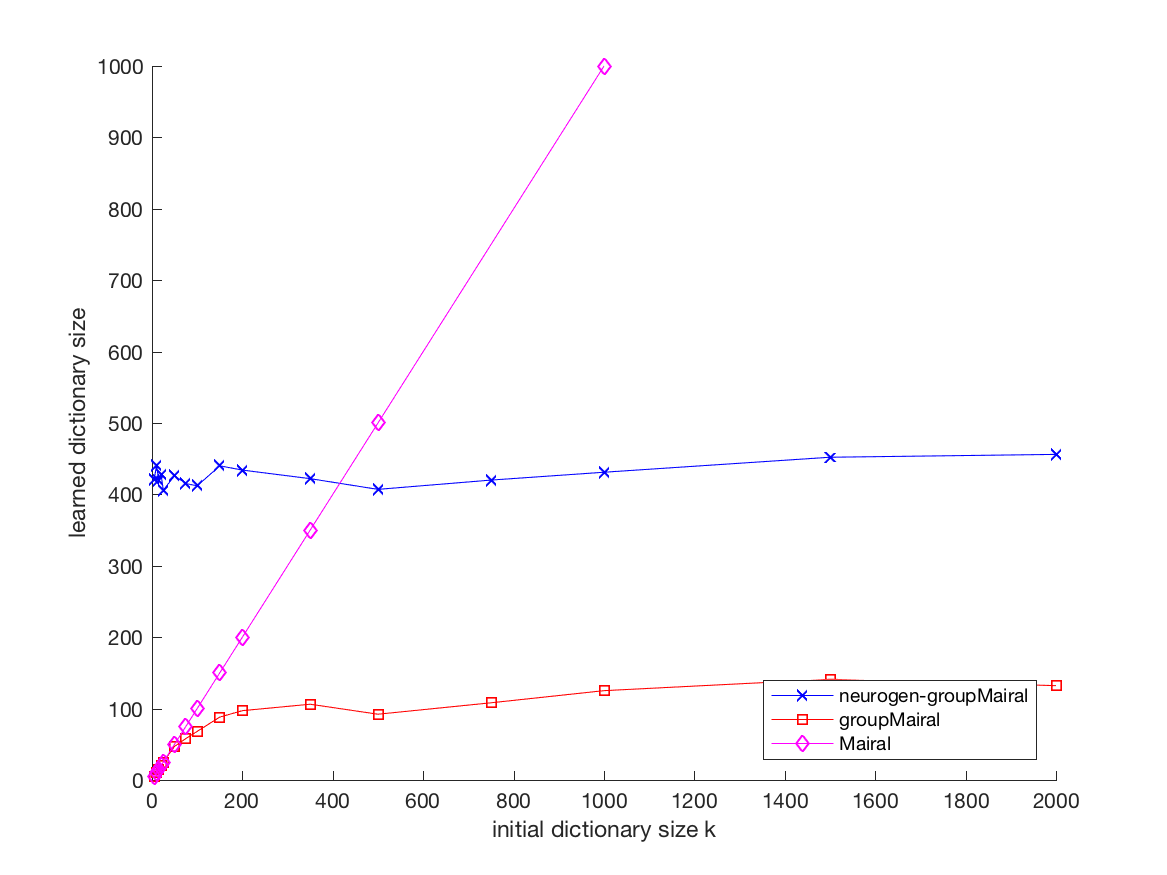 1000
900
800
700
600
500
400
300
200
100
0
learned dictionary size
neurogen-groupMairal
groupMairal
Mairal
0 200 400 600 800 1000 1200 1400 1600 1800 2000
initial dictionary size k